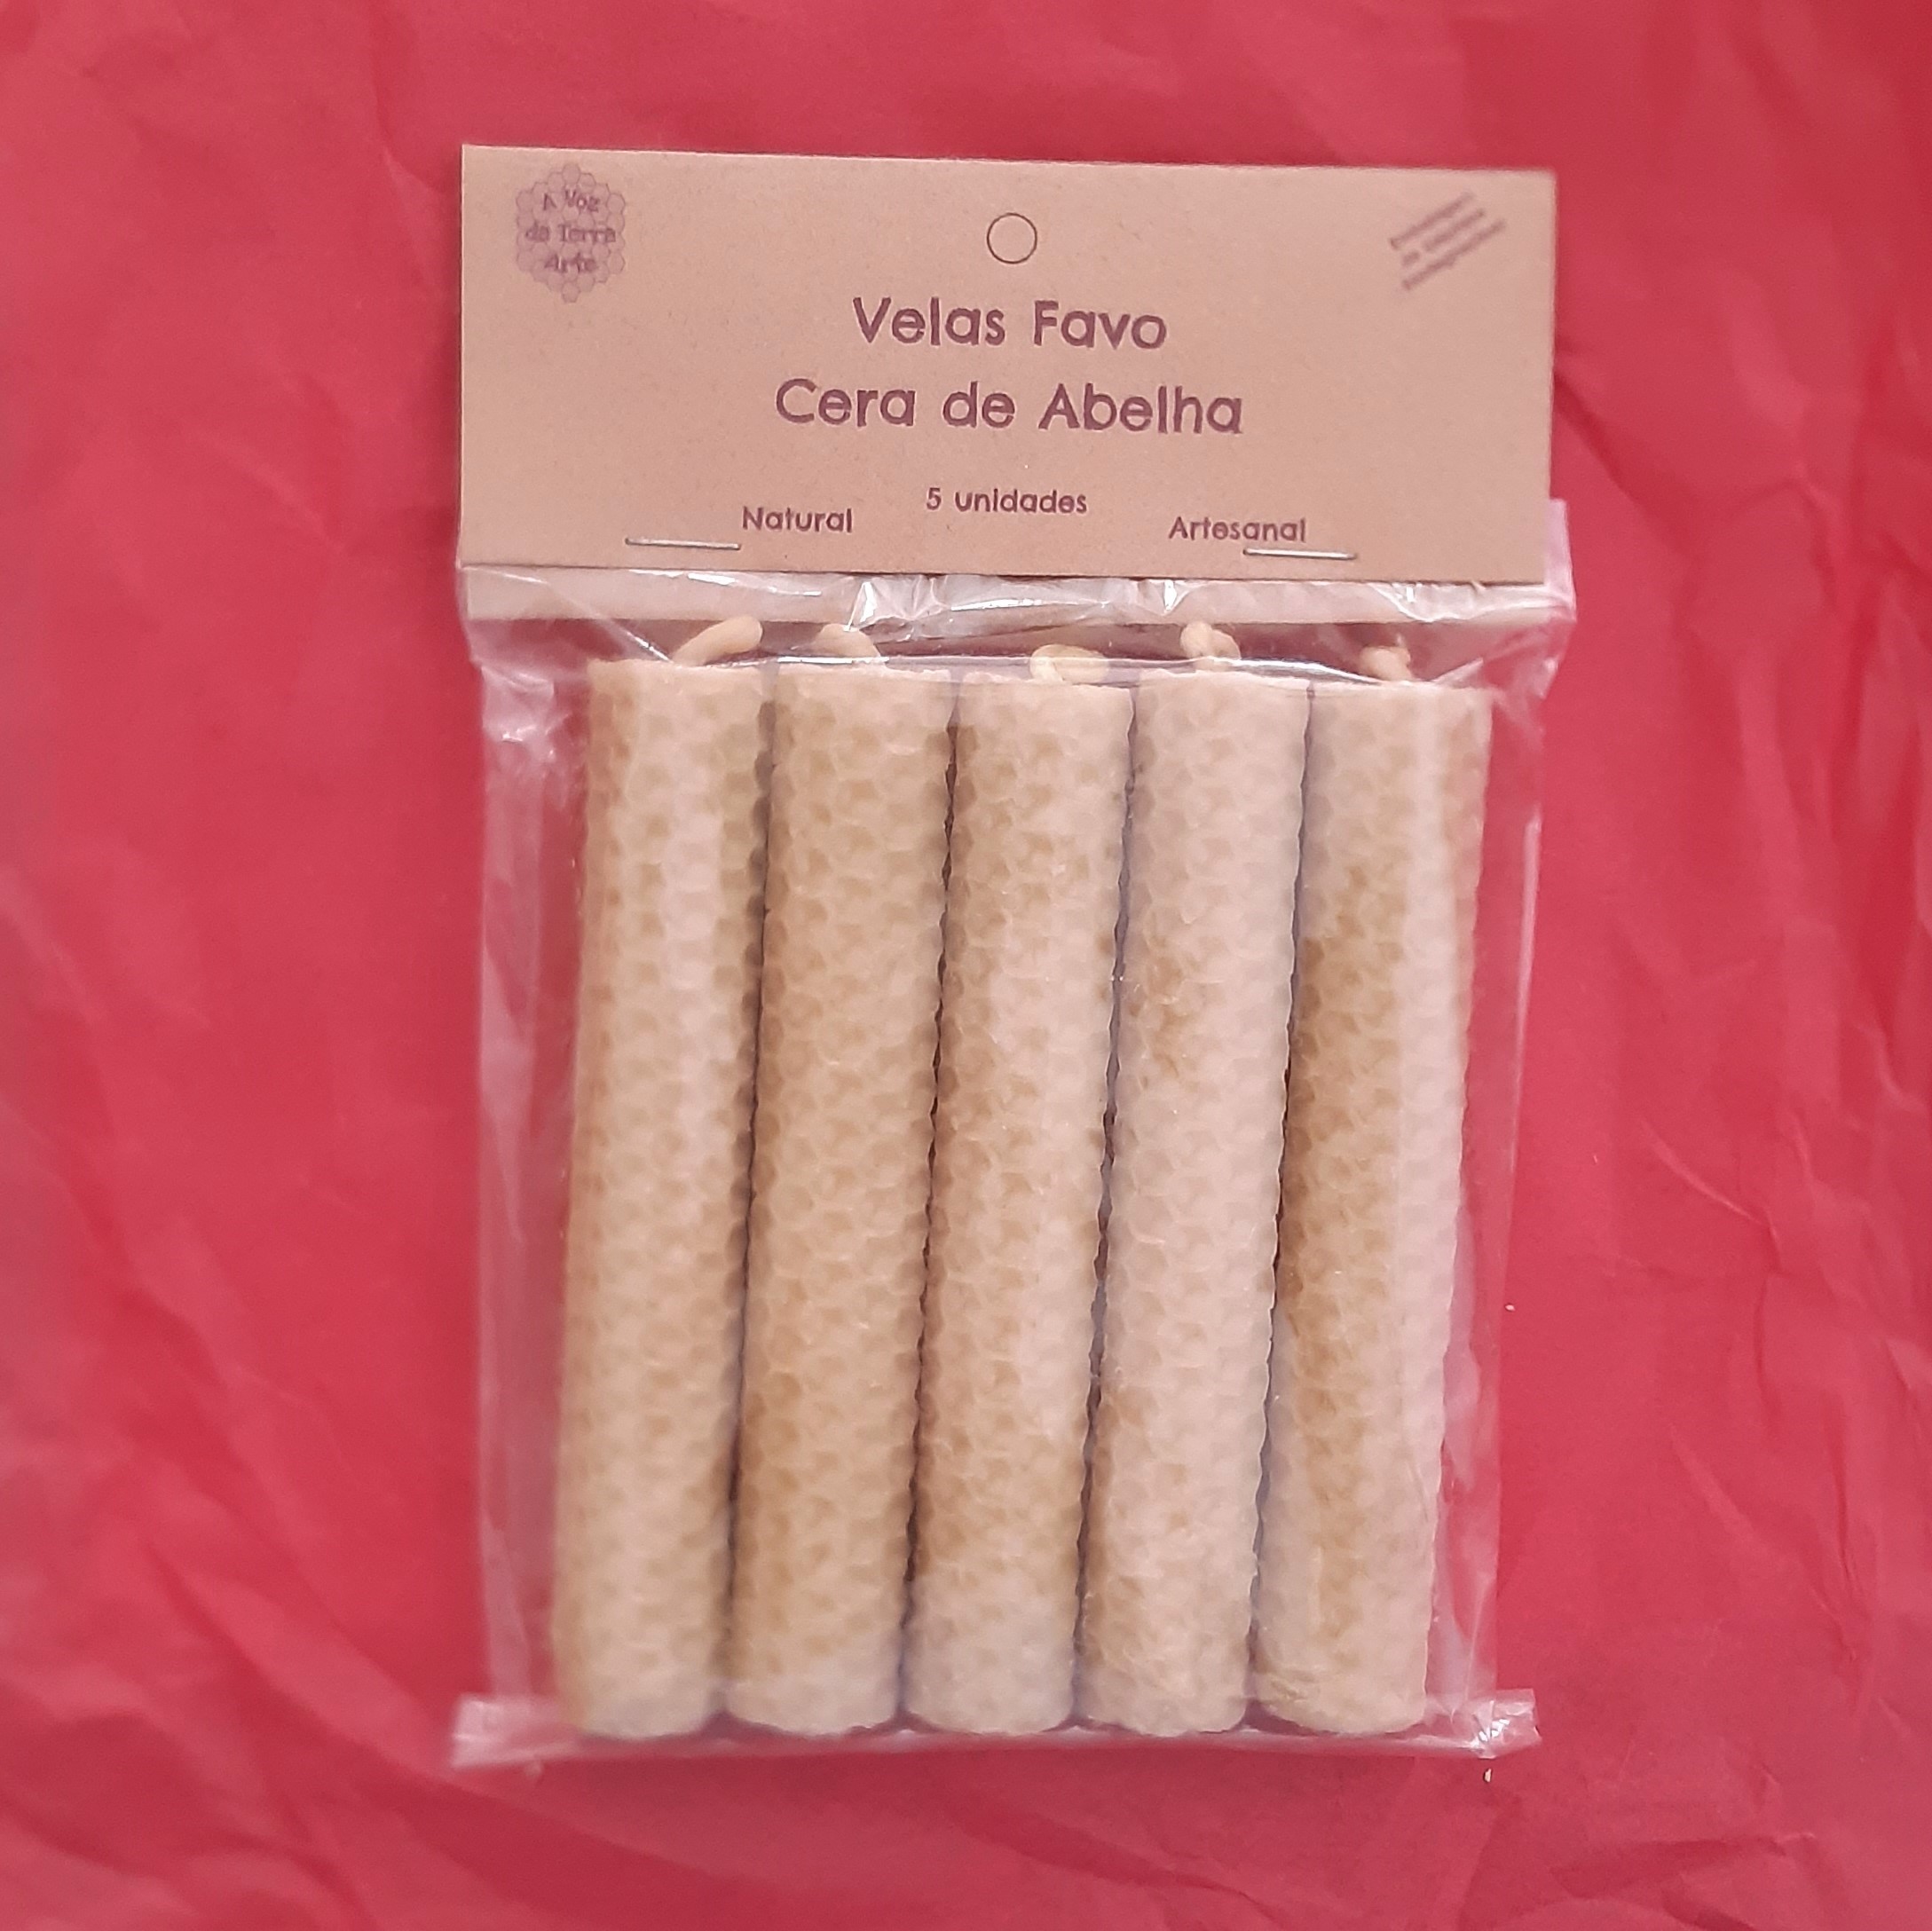 A Voz
da Terra
Arte
Velas Favo
Cera de Abelha
5 unidades
Natural
Artesanal